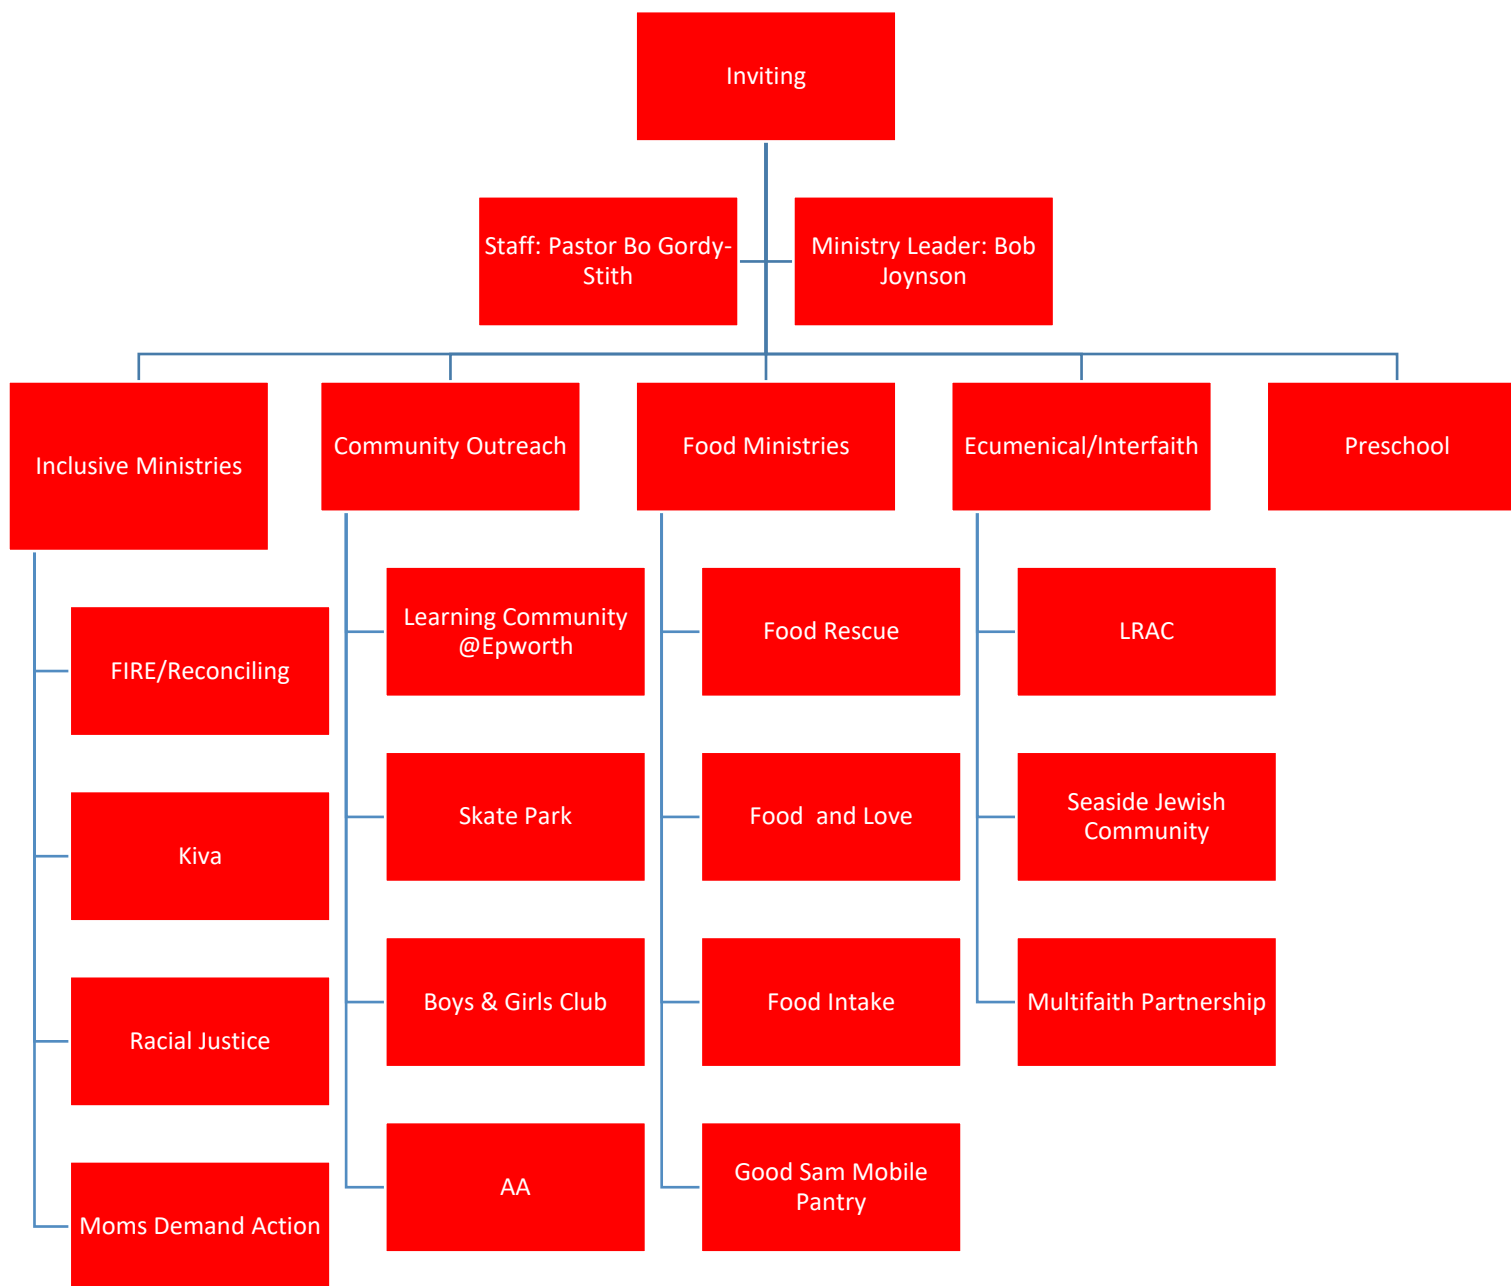 Inviting
Staff: Pastor Bo Gordy-
Stith
Ministry Leader: Bob
Joynson
Inclusive Ministries
Community Outreach
Food Ministries
Ecumenical/Interfaith
Preschool
FIRE/Reconciling
Kiva
Racial Justice
Moms Demand Action
Learning Community
@Epworth
Skate Park
Boys & Girls Club
AA
Food Rescue
Food  and Love
Food Intake
Good Sam Mobile
Pantry
LRAC
Seaside Jewish
Community
Multifaith Partnership